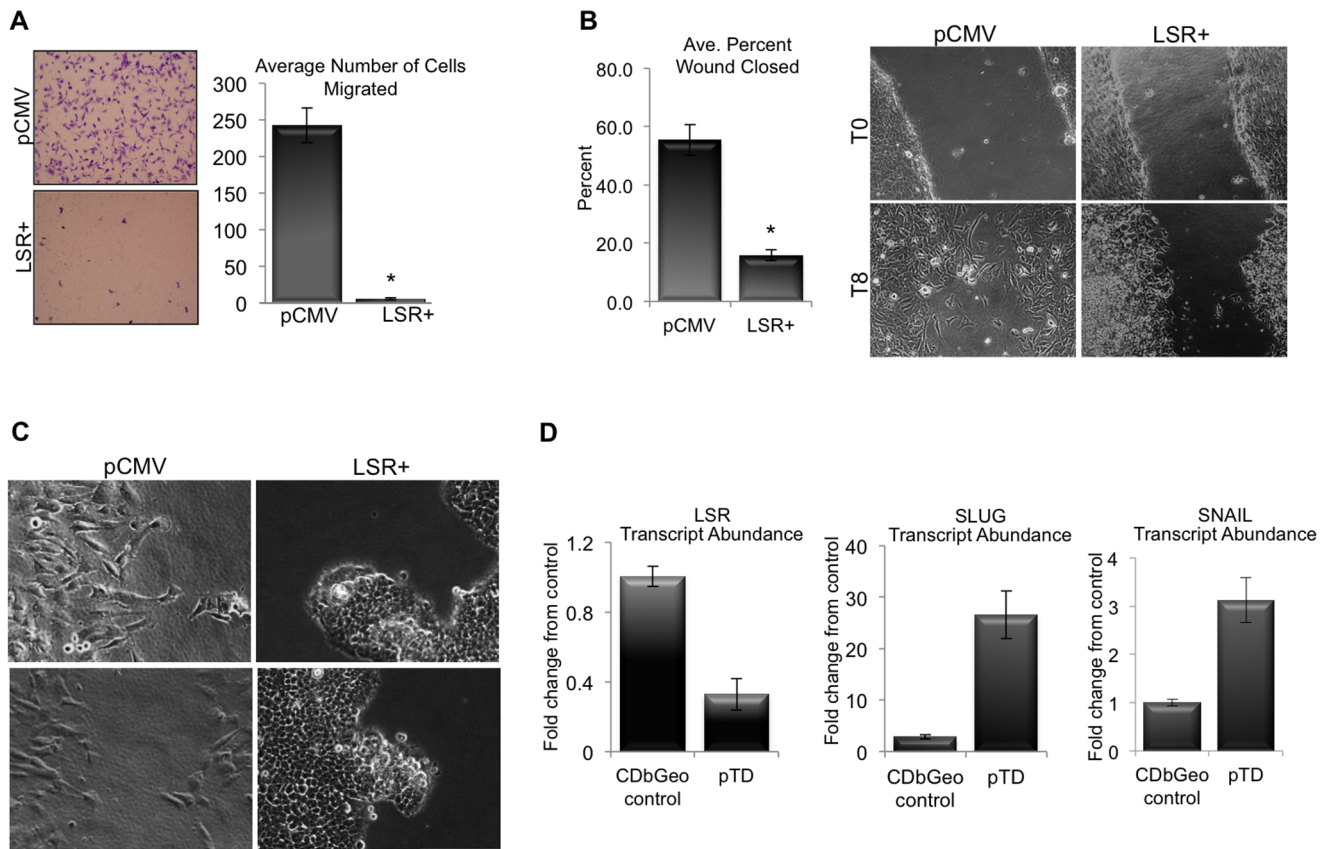 A
pCMV
LSR+
Average Number of Cells
Migrated
300
250
200
150
100
50
0
*
pCMV
LSR+
B
Ave. Percent
Wound Closed
Percent
80.0
60.0
40.0
20.0
0.0
*
pCMV
LSR+
pCMV
LSR+
T0
T8
C
pCMV
LSR+
D
LSR
Transcript Abundance
Fold change from control
1.2
0.8
0.4
0
CDbGeo
control
pTD
SLUG
Transcript Abundance
Fold change from control
40
30
20
10
0
CDbGeo
control
pTD
SNAIL
Transcript Abundance
Fold change from control
4
3
2
1
0
CDbGeo
control
pTD